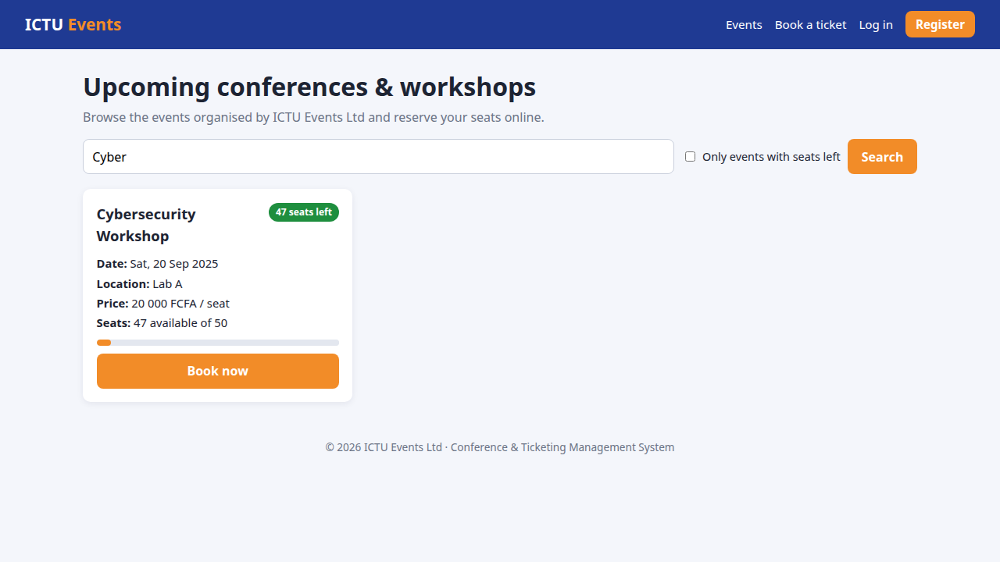 ICTU Events
Events Book a ticket Log in Register
Upcoming conferences & workshops
Browse the events organised by ICTU Events Ltd and reserve your seats online.
Cyber
Only events with seats left
Search
Cybersecurity
Workshop
47 seats left
Date: Sat, 20 Sep 2025
Location: Lab A
Price: 20 000 FCFA / seat
Seats: 47 available of 50
Book now
© 2026 ICTU Events Ltd · Conference & Ticketing Management System